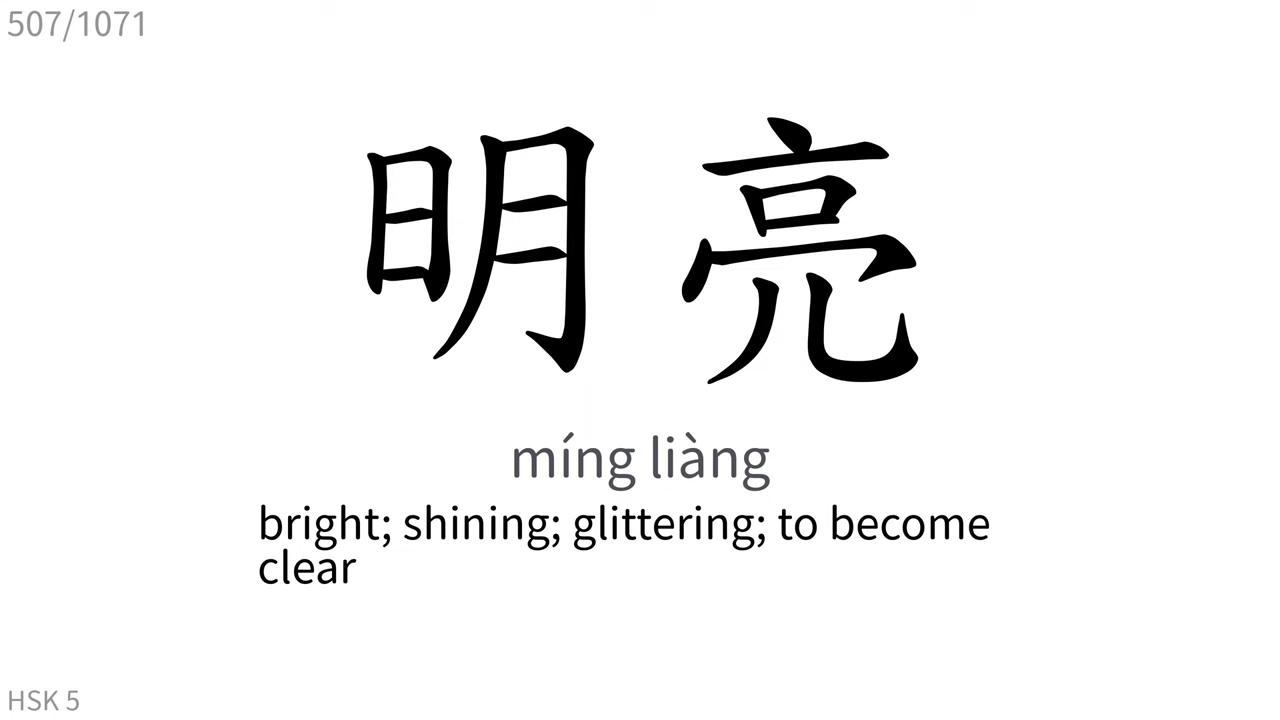 507/1071
明亮
míng liàng
bright; shining; glittering; to become
clear
HSK 5